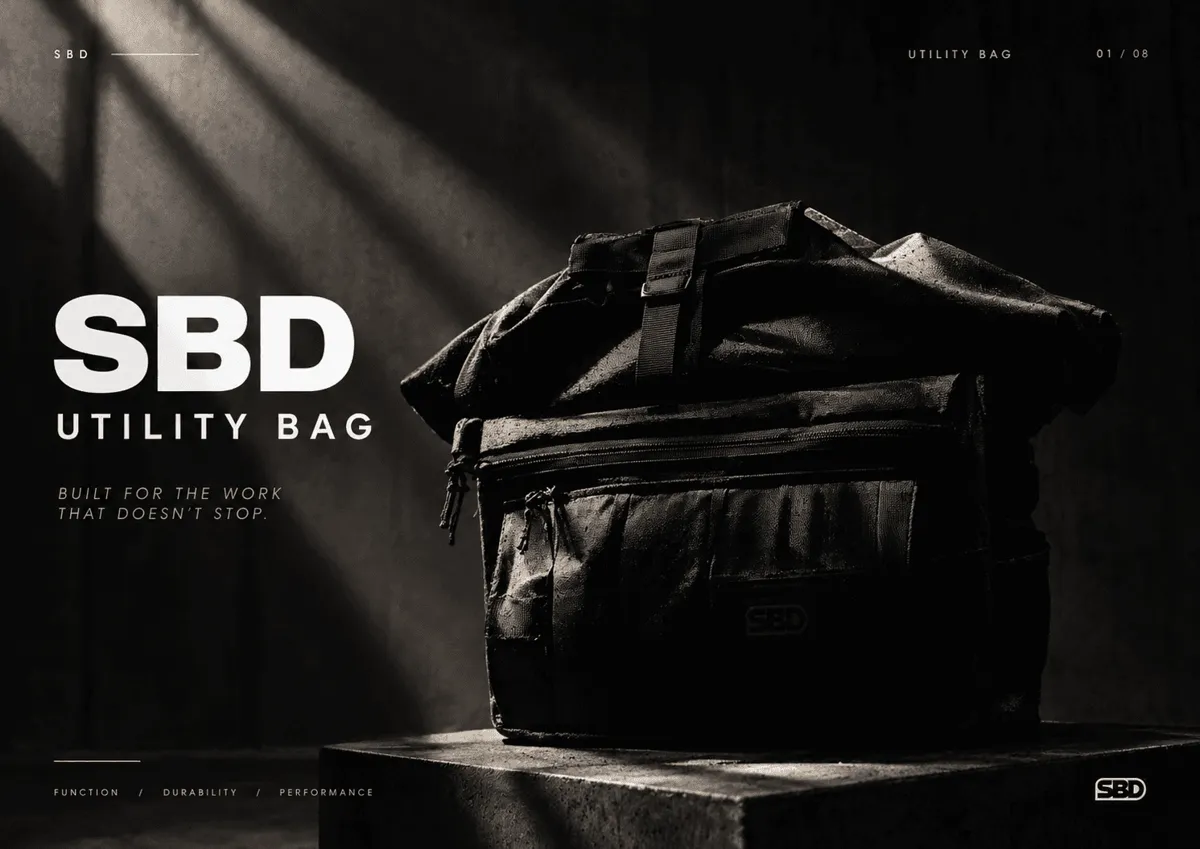 SBD
UTILITY BAG
01 / 08
SBD
UTILITY BAG
BUILT FOR THE WORK
THAT DOESN'T STOP.
SBD
FUNCTION / DURABILITY / PERFORMANCE
SBD